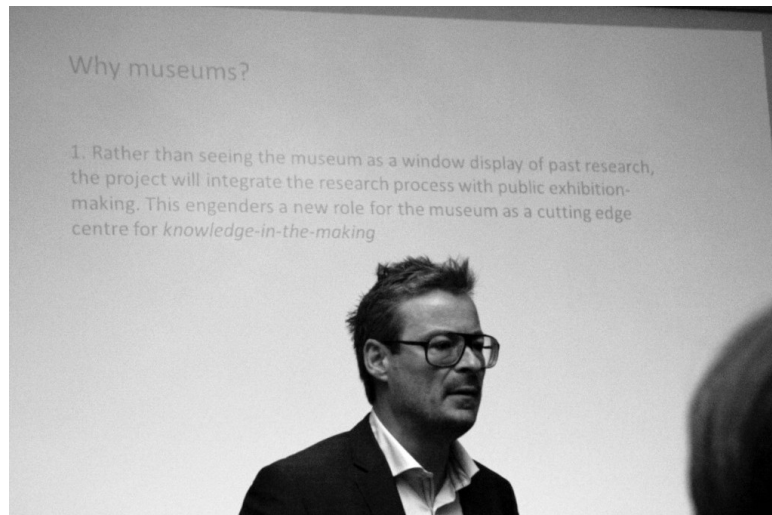 Why museums?
1. Rather than seeing the museum as a window display of past research,
the project will integrate the research process with public exhibition-
making. This engenders a new role for the museum as a cutting edge
centre for knowledge-in-the-making